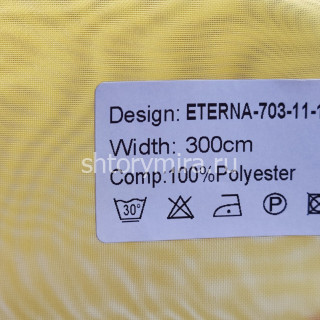 Design: ETERNA-703-11-1
Width: 300cm
shtorymira.ru
Comp:100%Polyester
30°